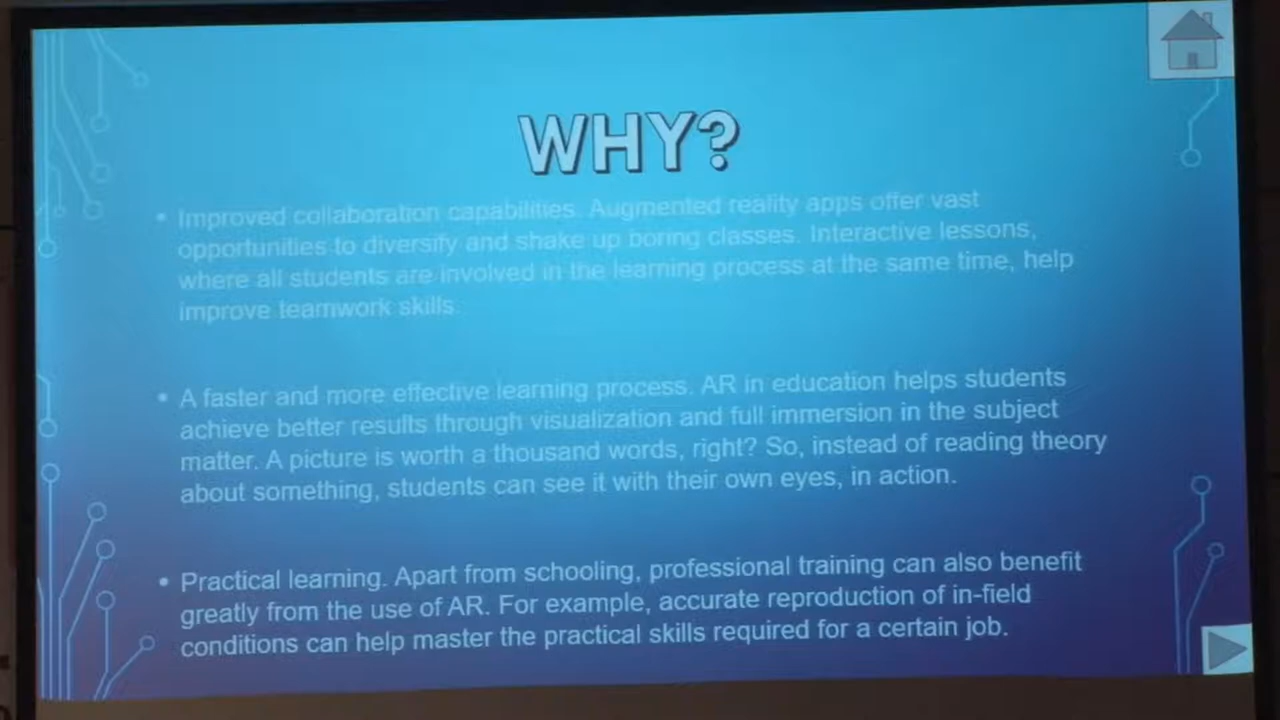 WHY?
• Improved collaboration capabilities. Augmented reality apps offer vast
opportunities to diversify and shake up boring classes. Interactive lessons,
where all students are involved in the learning process at the same time, help
improve teamwork skills.
• A faster and more effective learning process. AR in education helps students
achieve better results through visualization and full immersion in the subject
matter. A picture is worth a thousand words, right? So, instead of reading theory
about something, students can see it with their own eyes, in action.
• Practical learning. Apart from schooling, professional training can also benefit
greatly from the use of AR. For example, accurate reproduction of in-field
conditions can help master the practical skills required for a certain job.